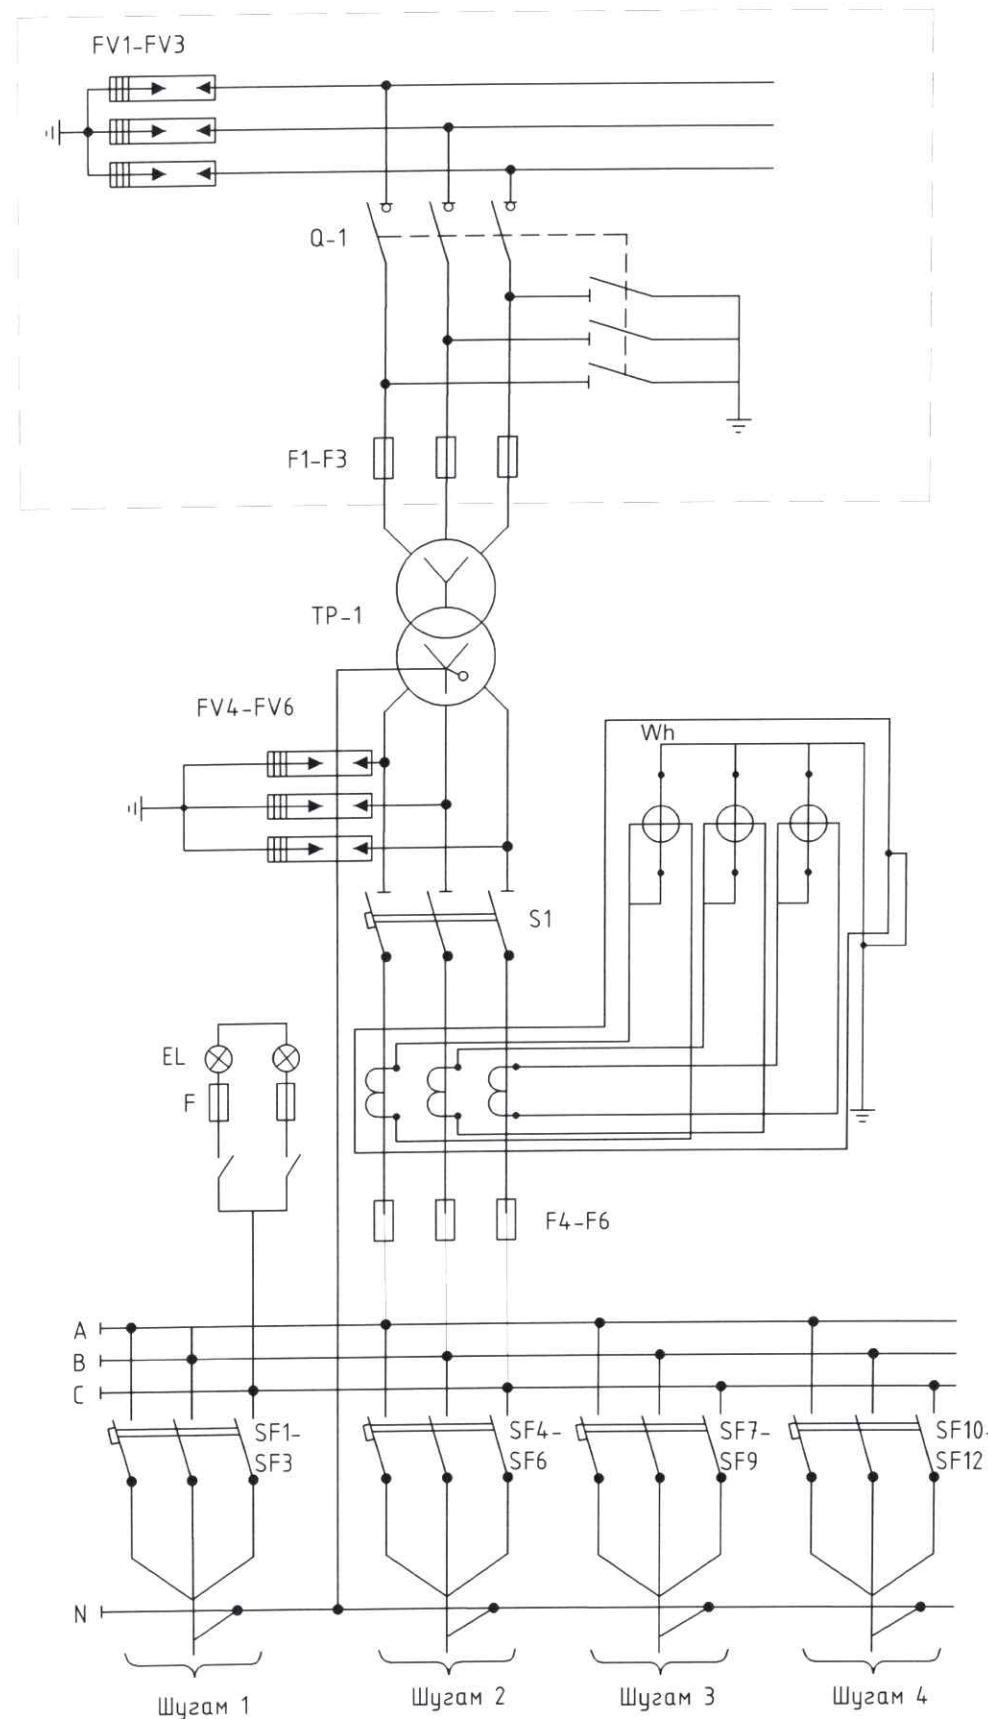 FV1-FV3
Q-1
F1-F3
TP-1
FV4-FV6
Wh
S1
EL
F
F4-F6
A
B
C
SF1-
SF3
SF4-
SF6
SF7-
SF9
SF10-
SF12
N
Шугам 1
Шугам 2
Шугам 3
Шугам 4